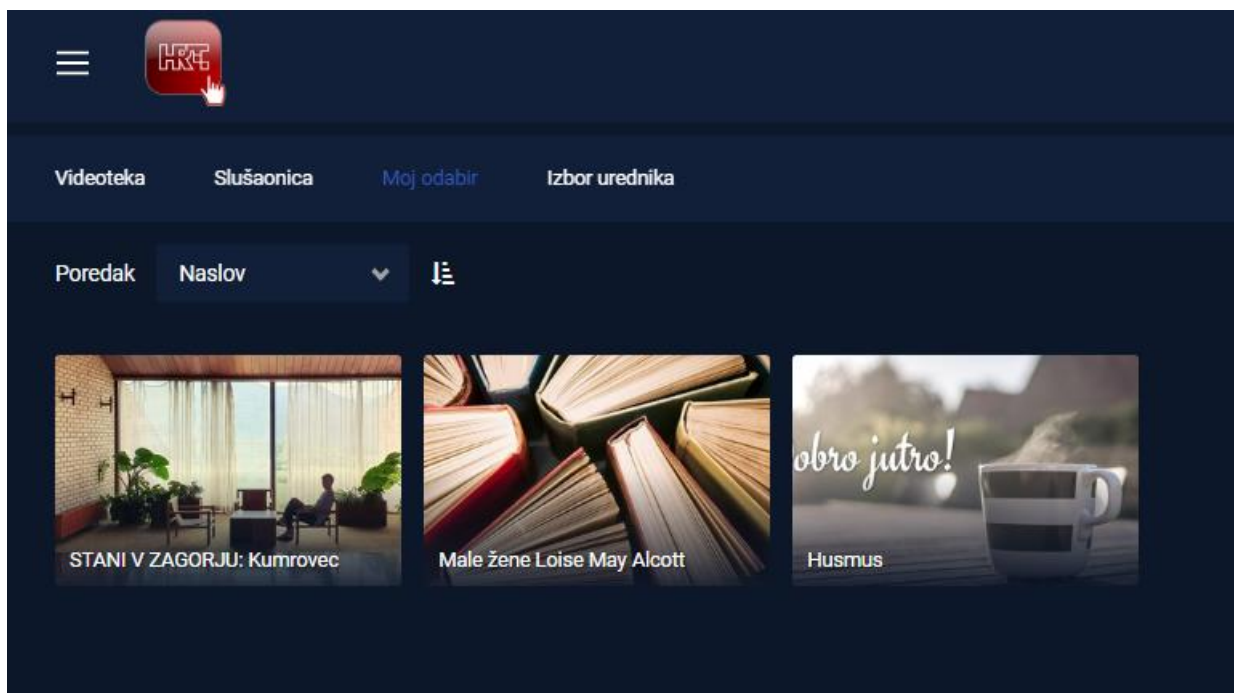 HRT
Videoteka Slušaonica Moj odabir Izbor urednika
Poredak Naslov
obro jutro!
STANI V ZAGORJU: Kumrovec Male žene Loise May Alcott Husmus